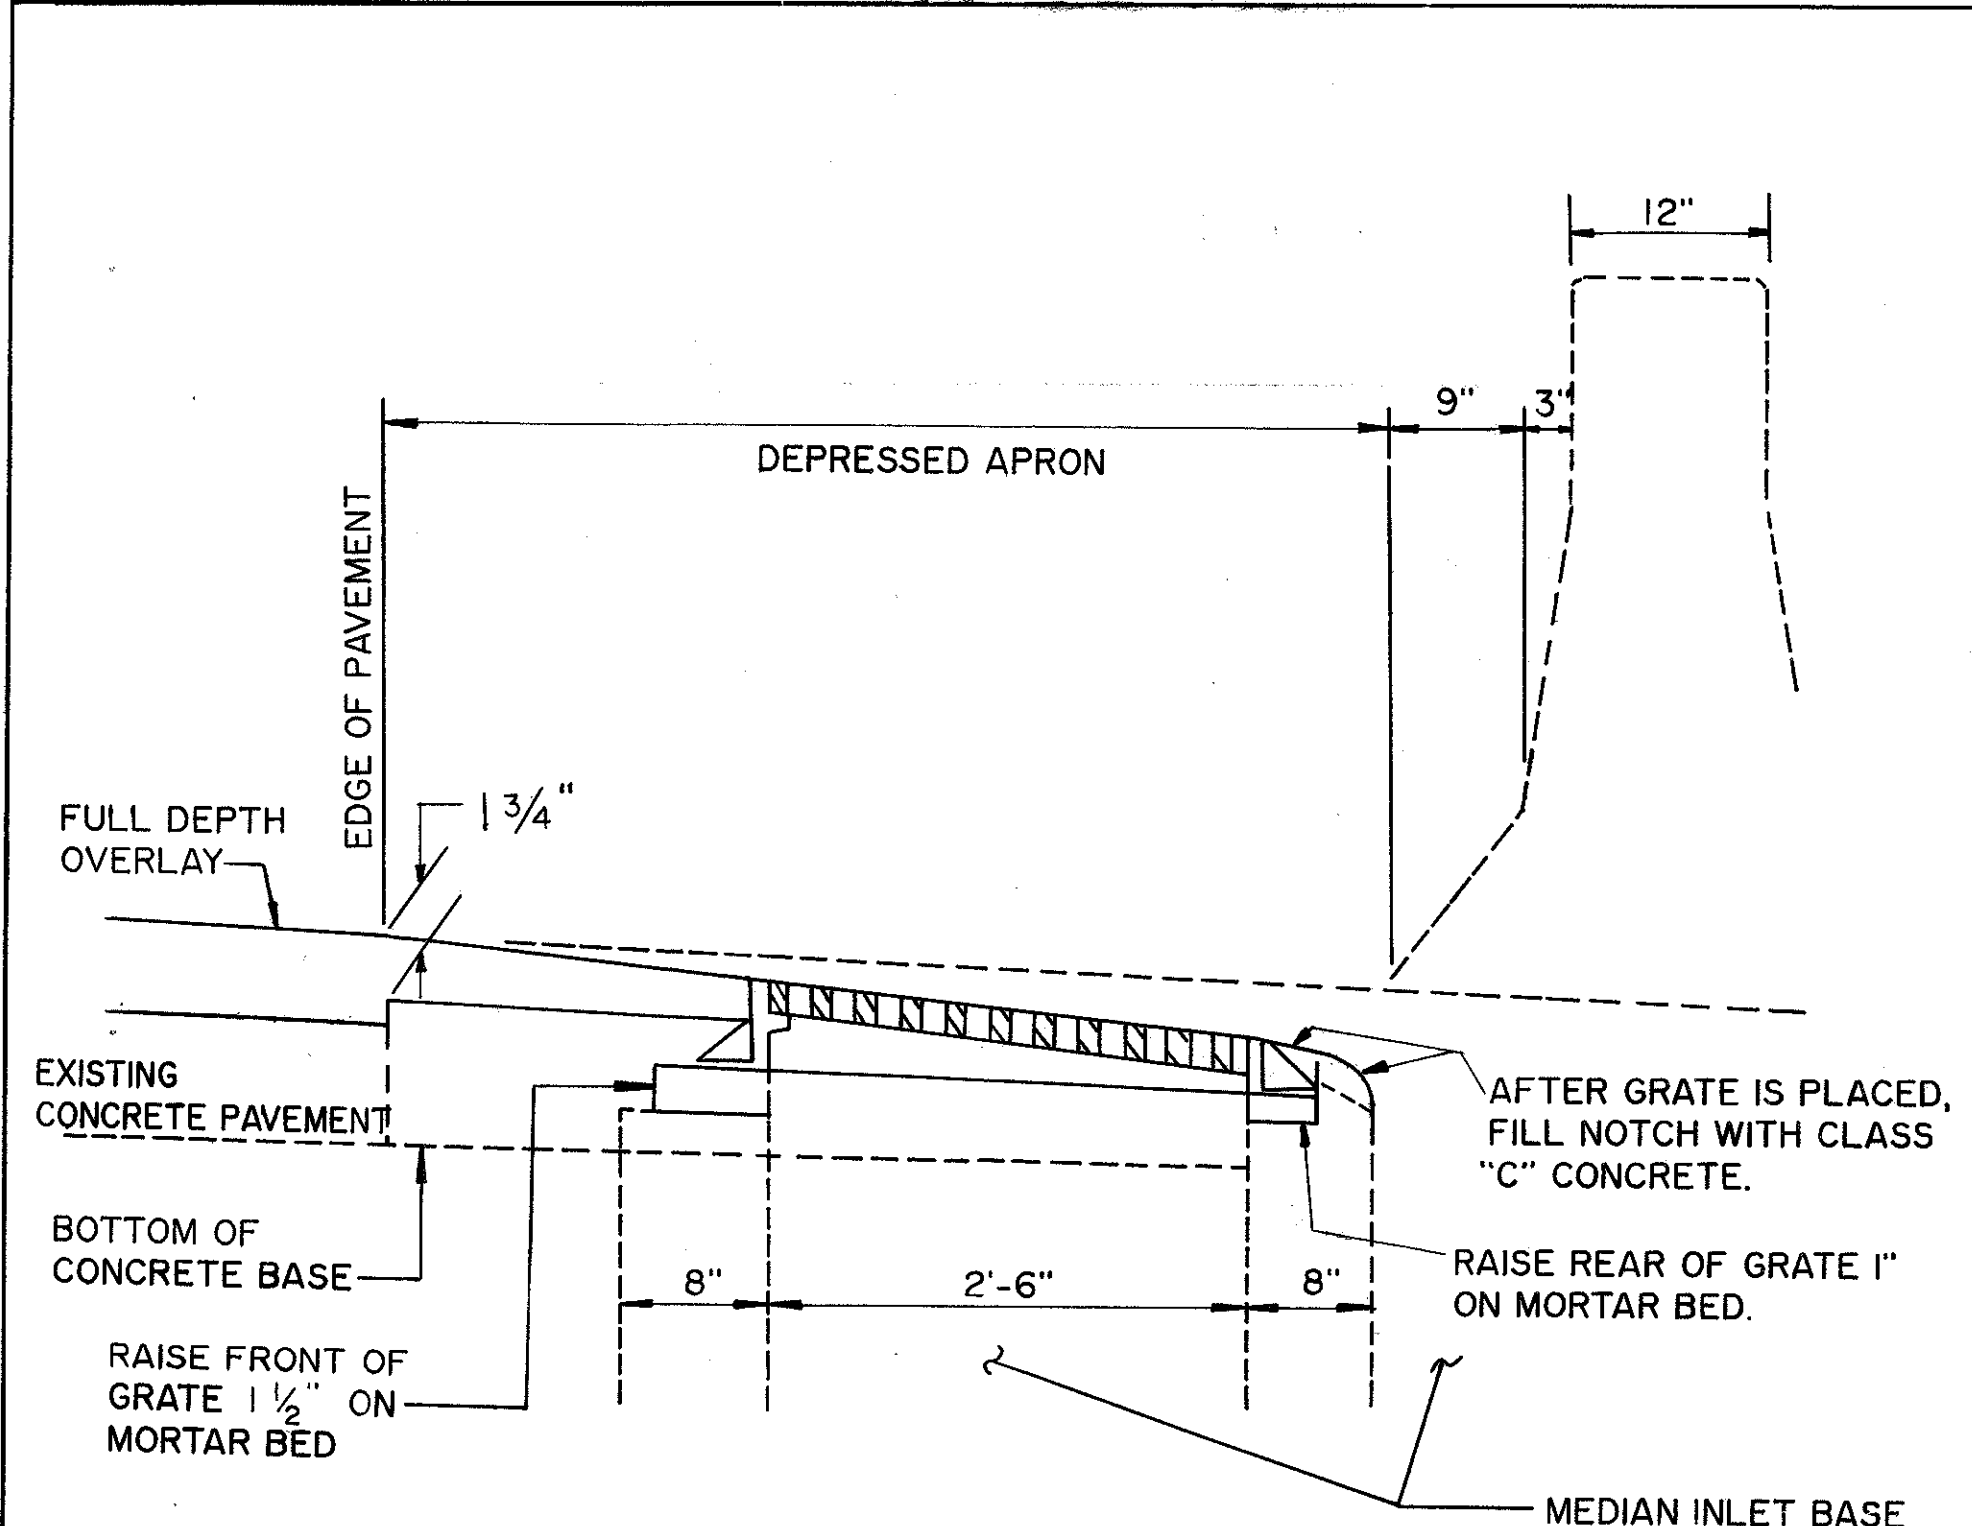 12"
9"
3"
DEPRESSED APRON
EDGE OF PAVEMENT
1 3/4"
FULL DEPTH
OVERLAY
EXISTING
CONCRETE PAVEMENT
AFTER GRATE IS PLACED,
FILL NOTCH WITH CLASS
"C" CONCRETE.
BOTTOM OF
CONCRETE BASE
8"
2'-6"
8"
RAISE REAR OF GRATE 1"
ON MORTAR BED.
RAISE FRONT OF
GRATE 1 1/2" ON
MORTAR BED
MEDIAN INLET BASE